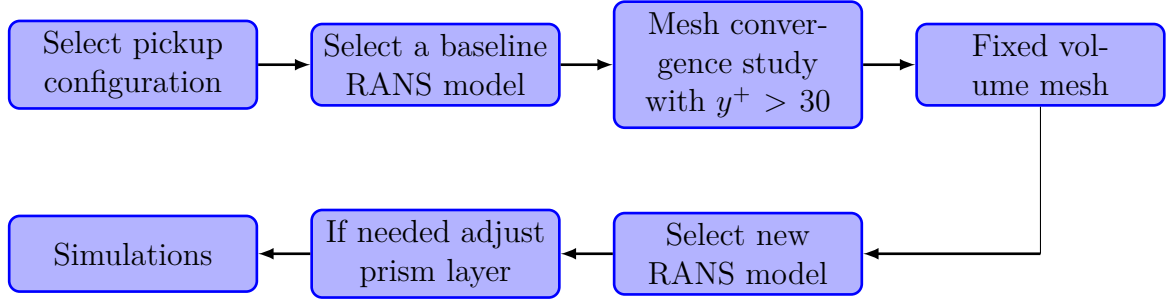 Select pickup
configuration
Select a baseline
RANS model
Mesh conver-
gence study
with $y^+ > 30$
Fixed vol-
ume mesh
Select new
RANS model
If needed adjust
prism layer
Simulations